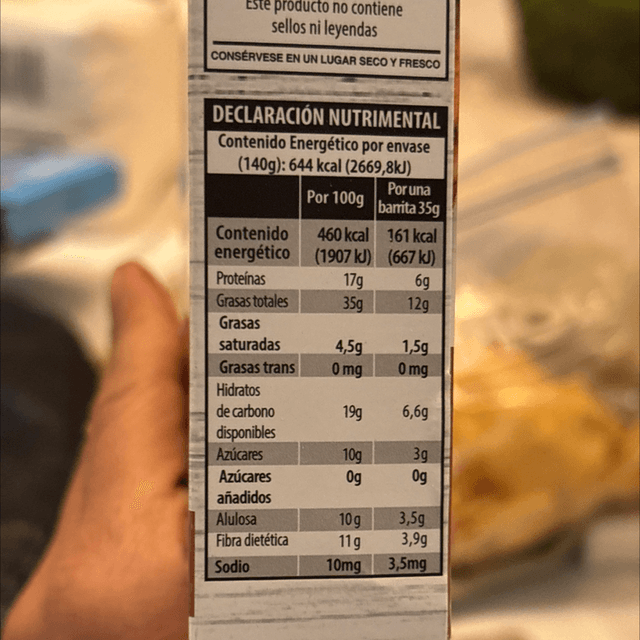 Este producto no contiene
sellos ni leyendas
CONSÉRVESE EN UN LUGAR SECO Y FRESCO
DECLARACIÓN NUTRIMENTAL
Contenido Energético por envase
(140g): 644 kcal (2669,8kJ)
Por 100g Por una barrita 35g
Contenido energético 460 kcal (1907 kJ) 161 kcal (667 kJ)
Proteínas 17g 6g
Grasas totales 35g 12g
Grasas saturadas 4,5g 1,5g
Grasas trans 0 mg 0 mg
Hidratos de carbono disponibles 19g 6,6g
Azúcares 10g 3g
Azúcares añadidos 0g 0g
Alulosa 10 g 3,5g
Fibra dietética 11 g 3,9g
Sodio 10mg 3,5mg